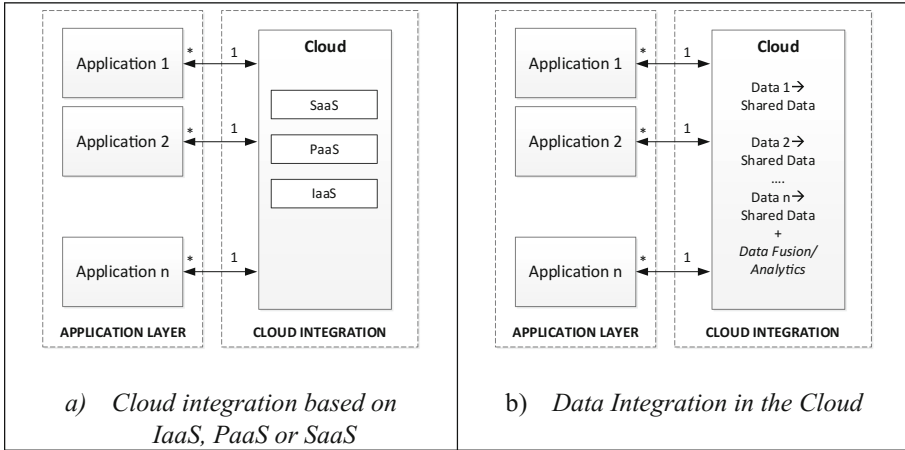 Cloud
Application 1
*
1
SaaS
Application 2
*
1
PaaS
IaaS
Application n
*
1
APPLICATION LAYER
CLOUD INTEGRATION
a) Cloud integration based on
IaaS, PaaS or SaaS
Cloud
Application 1
*
1
Data 1→
Shared Data
Application 2
*
1
Data 2→
Shared Data
....
Data n→
Shared Data
+
Data Fusion/
Analytics
Application n
*
1
APPLICATION LAYER
CLOUD INTEGRATION
b) Data Integration in the Cloud